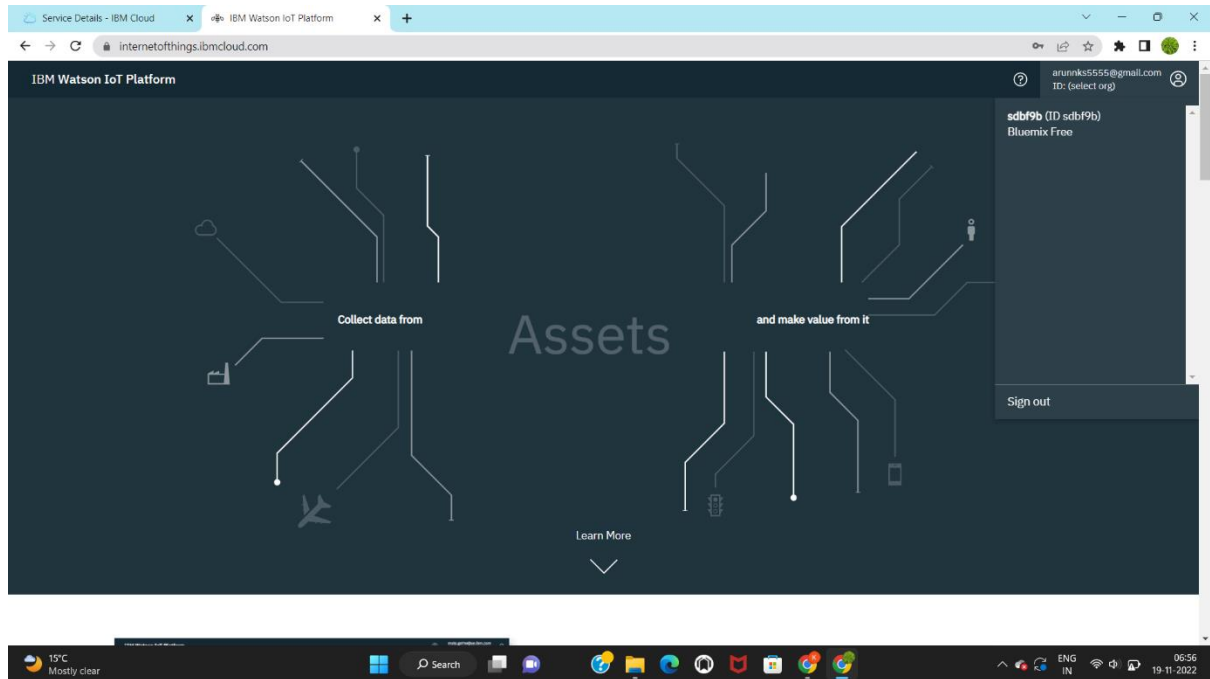 Service Details - IBM Cloud
IBM Watson IoT Platform
internetofthings.ibmcloud.com
IBM Watson IoT Platform
arunnks5555@gmail.com
ID: (select org)
sdbf9b (ID sdbf9b)
Bluemix Free
Collect data from
Assets
and make value from it
Sign out
Learn More
15°C
Mostly clear
Search
ENG
IN
06:56
19-11-2022